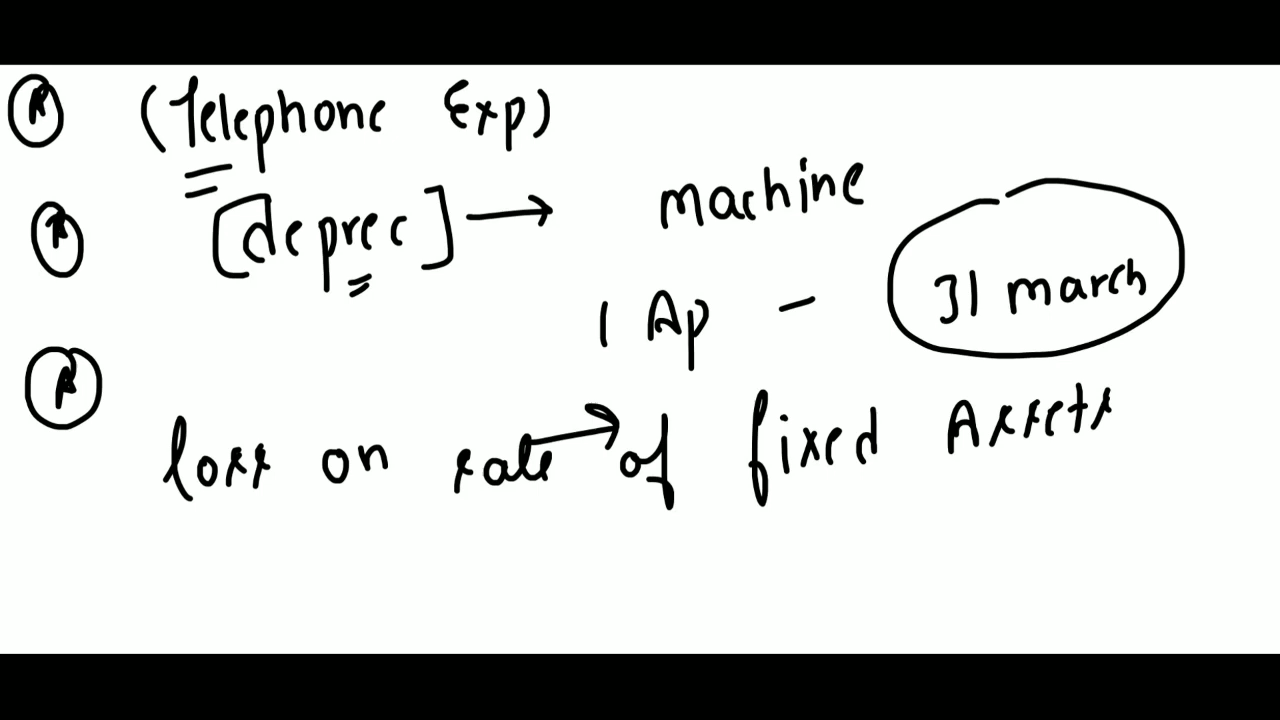 (Telephone Exp)
[deprec] → machine
1 Ap - 31 march
loss on sale → of fixed Assets